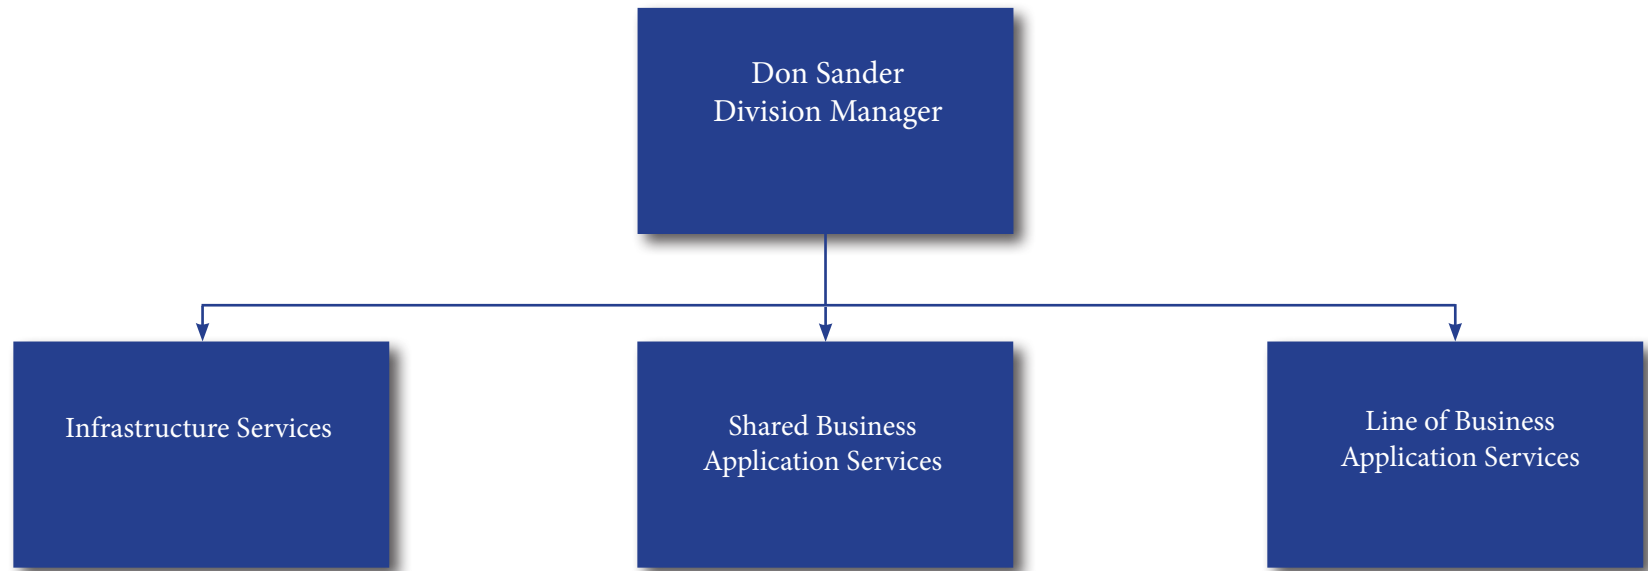 Don Sander
Division Manager
Infrastructure Services
Shared Business
Application Services
Line of Business
Application Services